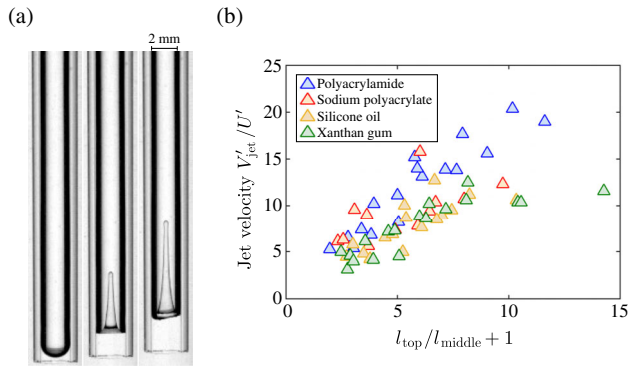 (a)
2 mm
(b)
Jet velocity V′jet/U′
25
20
15
10
5
0
Polyacrylamide
Sodium polyacrylate
Silicone oil
Xanthan gum
0
5
10
15
ltop/lmiddle + 1